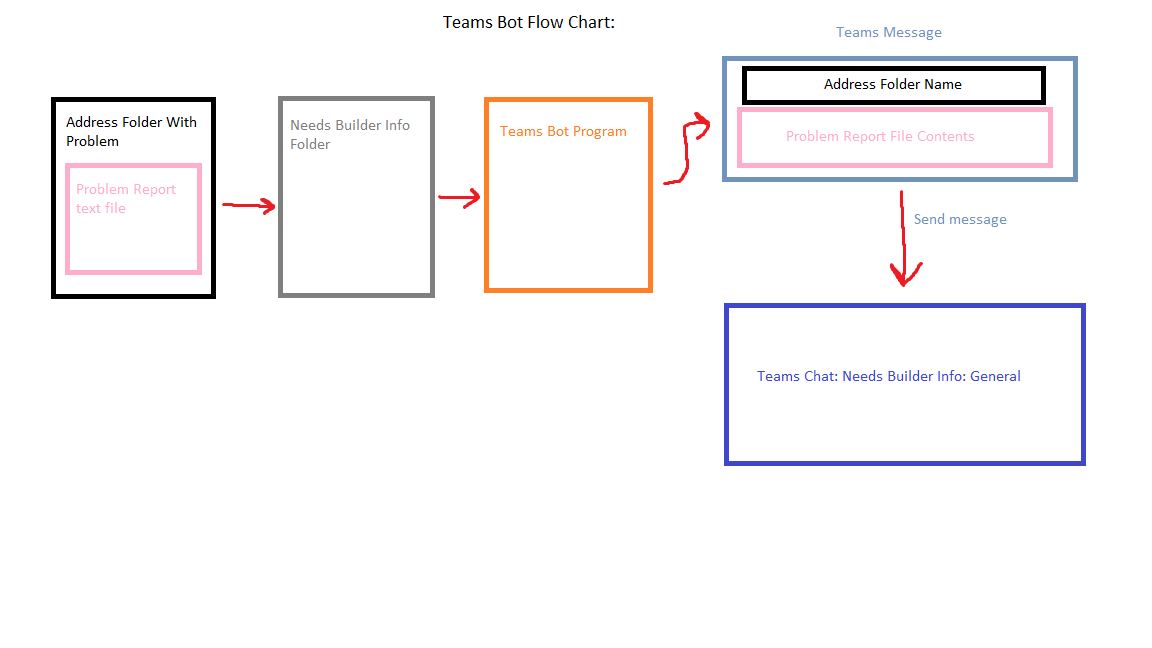 Teams Bot Flow Chart:
Teams Message
Address Folder Name
Problem Report File Contents
Address Folder With
Problem
Problem Report
text file
Needs Builder Info
Folder
Teams Bot Program
Send message
Teams Chat: Needs Builder Info: General